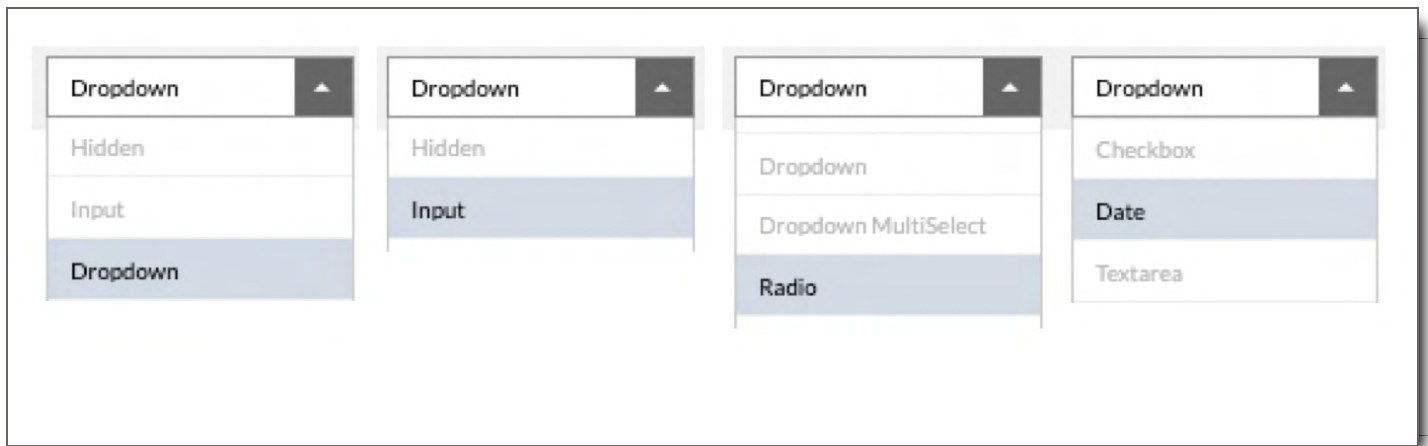 Dropdown
Hidden
Input
Dropdown
Dropdown
Hidden
Input
Dropdown
Dropdown
Dropdown MultiSelect
Radio
Dropdown
Checkbox
Date
Textarea